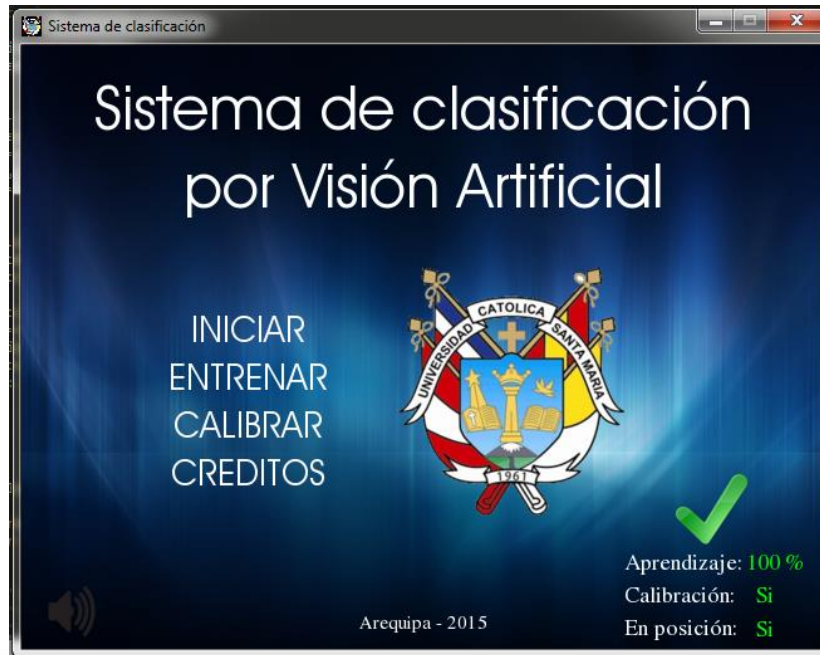 Sistema de clasificación
Sistema de clasificación
por Visión Artificial
INICIAR
ENTRENAR
CALIBRAR
CREDITOS
UNIVERSIDAD CATOLICA SANTA MARIA
1961
Aprendizaje: 100 %
Calibración: Si
En posición: Si
Arequipa - 2015